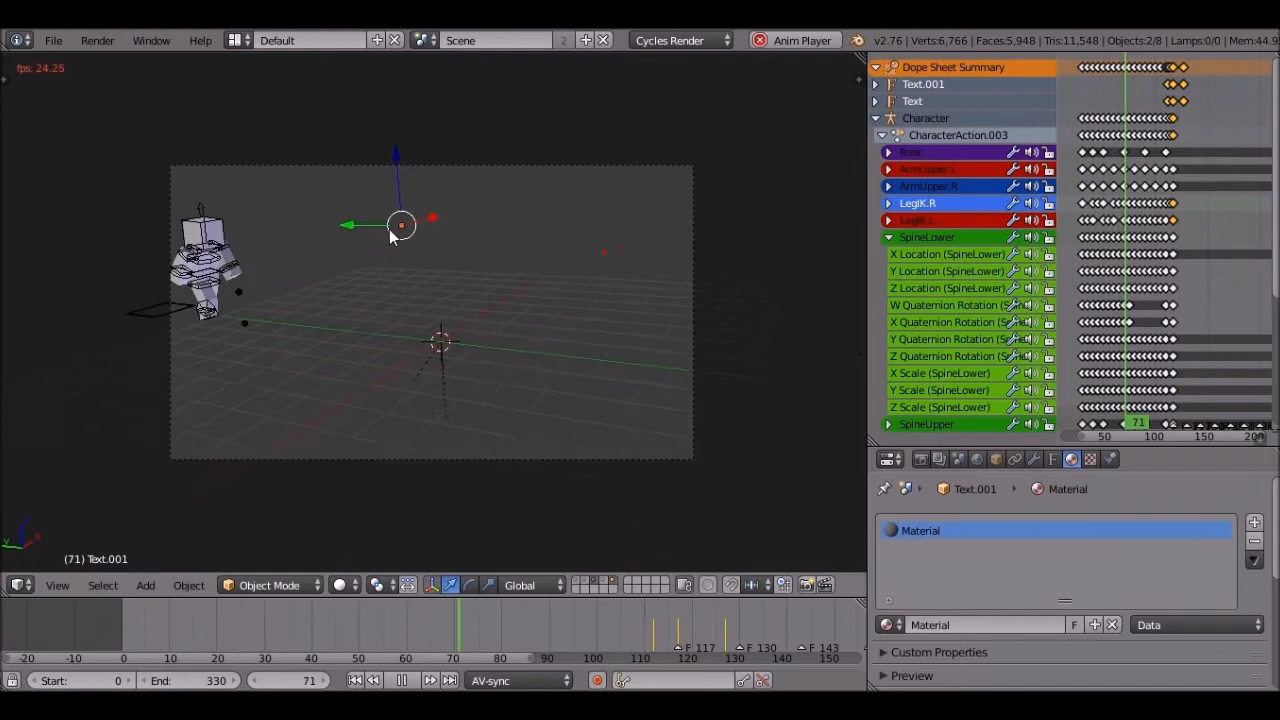 File Render Window Help Default Scene 2 Cycles Render Anim Player v2.76 | Verts:6,766 | Faces:5,948 | Tris:11,548 | Objects:2/8 | Lamps:0/0 | Mem:44.9
fps: 24.25
Dope Sheet Summary
Text.001
Text
Character
CharacterAction.003
Root
ArmUpper.L
ArmUpper.R
LegIK.R
LegIK.L
SpineLower
X Location (SpineLower)
Y Location (SpineLower)
Z Location (SpineLower)
W Quaternion Rotation (S
X Quaternion Rotation (S
Y Quaternion Rotation (S
Z Quaternion Rotation (S
X Scale (SpineLower)
Y Scale (SpineLower)
Z Scale (SpineLower)
SpineUpper
71
50 100 150 200
Text.001 Material
Material
(71) Text.001
View Select Add Object Object Mode Global
Material F Data
F 117 F 130 F 143
Custom Properties
-20 -10 0 10 20 30 40 50 60 70 80 90 100 110 120 130 140 150
Preview
Start: 0 End: 330 71 AV-sync